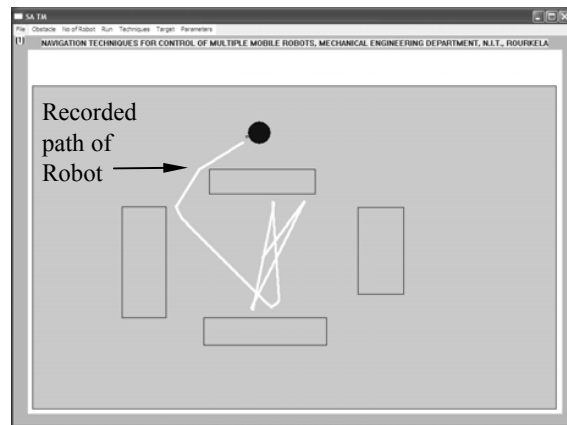 SA TM
File Obstacle No of Robot Run Techniques Target Parameters
(1) NAVIGATION TECHNIQUES FOR CONTROL OF MULTIPLE MOBILE ROBOTS, MECHANICAL ENGINEERING DEPARTMENT, N.I.T., ROURKELA
Recorded
path of
Robot